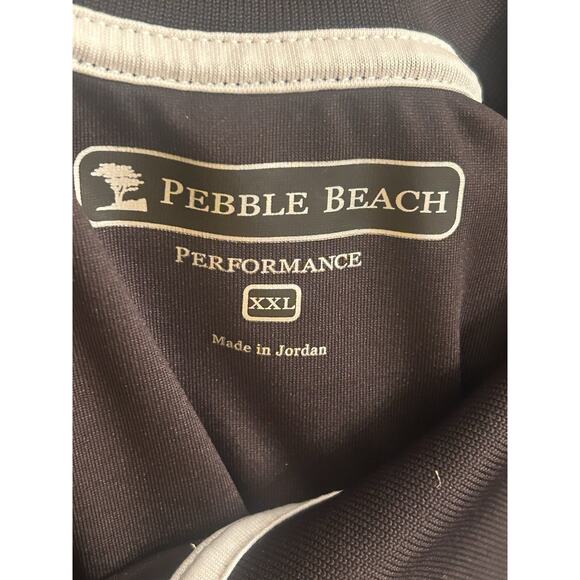 PEBBLE BEACH
PERFORMANCE
XXL
Made in Jordan